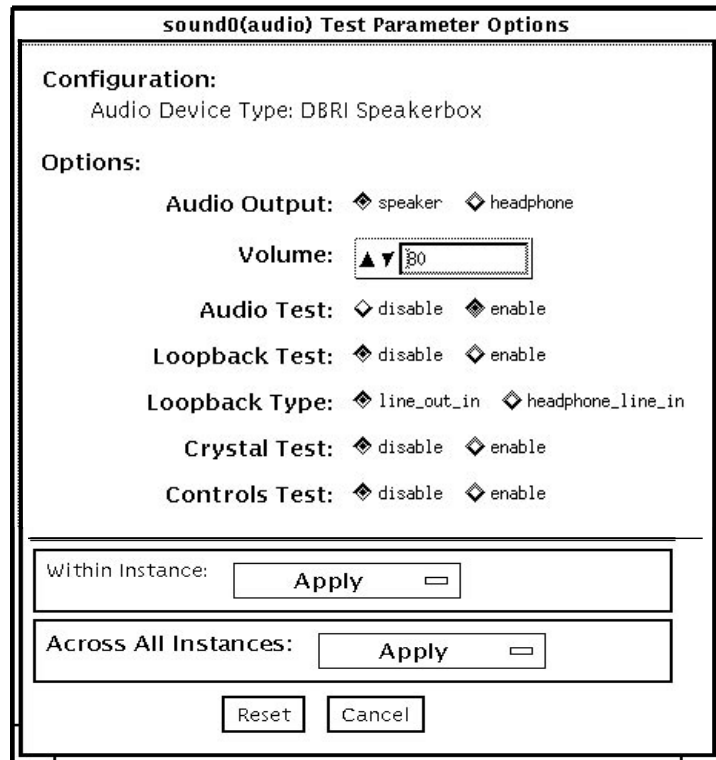 sound0(audio) Test Parameter Options
Configuration:
Audio Device Type: DBRI Speakerbox
Options:
Audio Output: speaker headphone
Volume: 80
Audio Test: disable enable
Loopback Test: disable enable
Loopback Type: line_out_in headphone_line_in
Crystal Test: disable enable
Controls Test: disable enable
Within Instance: Apply
Across All Instances: Apply
Reset Cancel